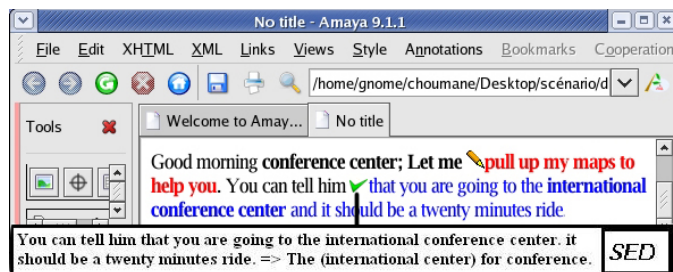 No title - Amaya 9.1.1
File Edit XHTML XML Links Views Style Annotations Bookmarks Cooperation
/home/gnome/choumane/Desktop/scénario/d
Tools
Welcome to Amay... No title
Good morning conference center; Let me pull up my maps to
help you. You can tell him that you are going to the international
conference center and it should be a twenty minutes ride.
You can tell him that you are going to the international conference center. it
should be a twenty minutes ride. => The (international center) for conference.
SED